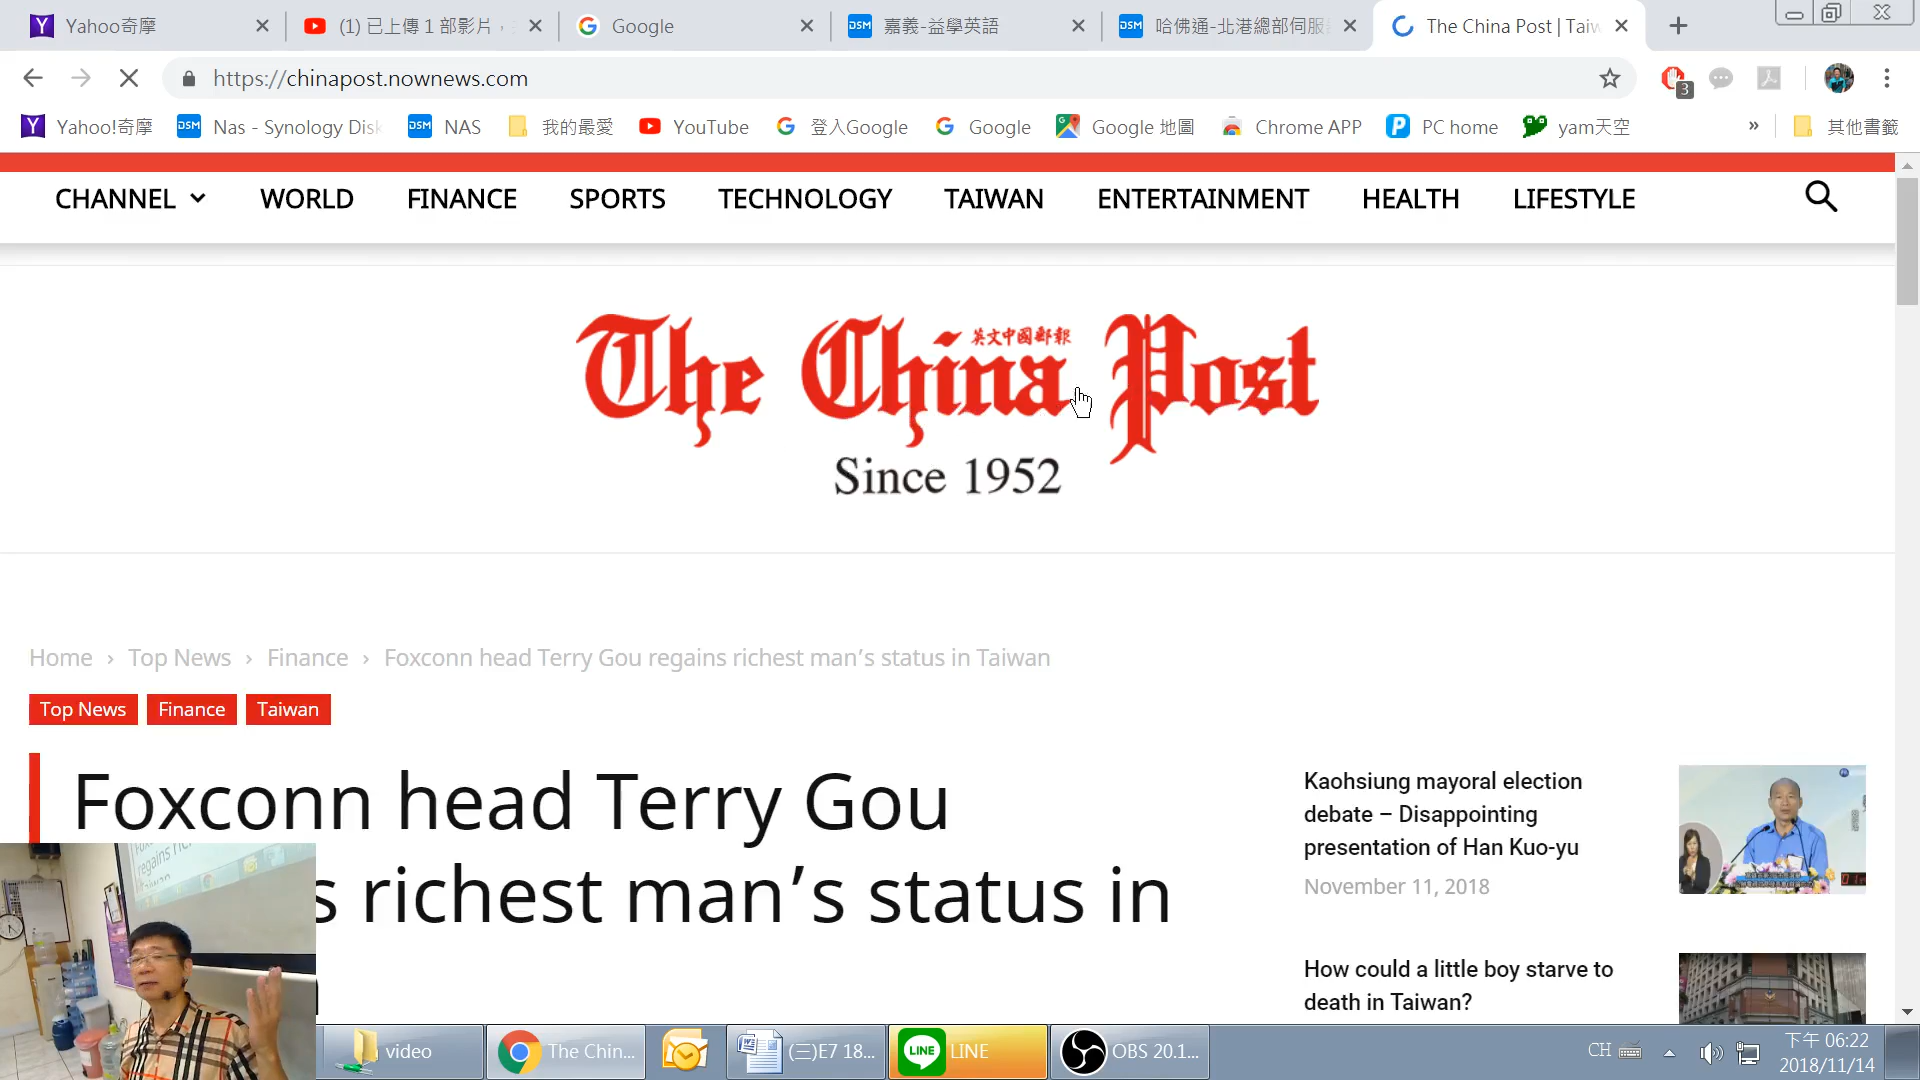 Yahoo奇摩
(1) 已上傳 1 部影片，
Google
嘉義-益學英語
哈佛通-北港總部伺服
The China Post | Taiw
https://chinapost.nownews.com
3
Yahoo!奇摩
Nas - Synology Disk
NAS
我的最愛
YouTube
登入Google
Google
Google 地圖
Chrome APP
PC home
yam天空
»
其他書籤
CHANNEL
WORLD
FINANCE
SPORTS
TECHNOLOGY
TAIWAN
ENTERTAINMENT
HEALTH
LIFESTYLE
英文中國郵報
The China Post
Since 1952
Home › Top News › Finance › Foxconn head Terry Gou regains richest man’s status in Taiwan
Top News
Finance
Taiwan
Foxconn head Terry Gou
s richest man’s status in
Kaohsiung mayoral election
debate – Disappointing
presentation of Han Kuo-yu
November 11, 2018
How could a little boy starve to
death in Taiwan?
regains ric
video
The Chin...
(三)E7 18...
LINE
LINE
OBS 20.1...
CH
下午 06:22
2018/11/14